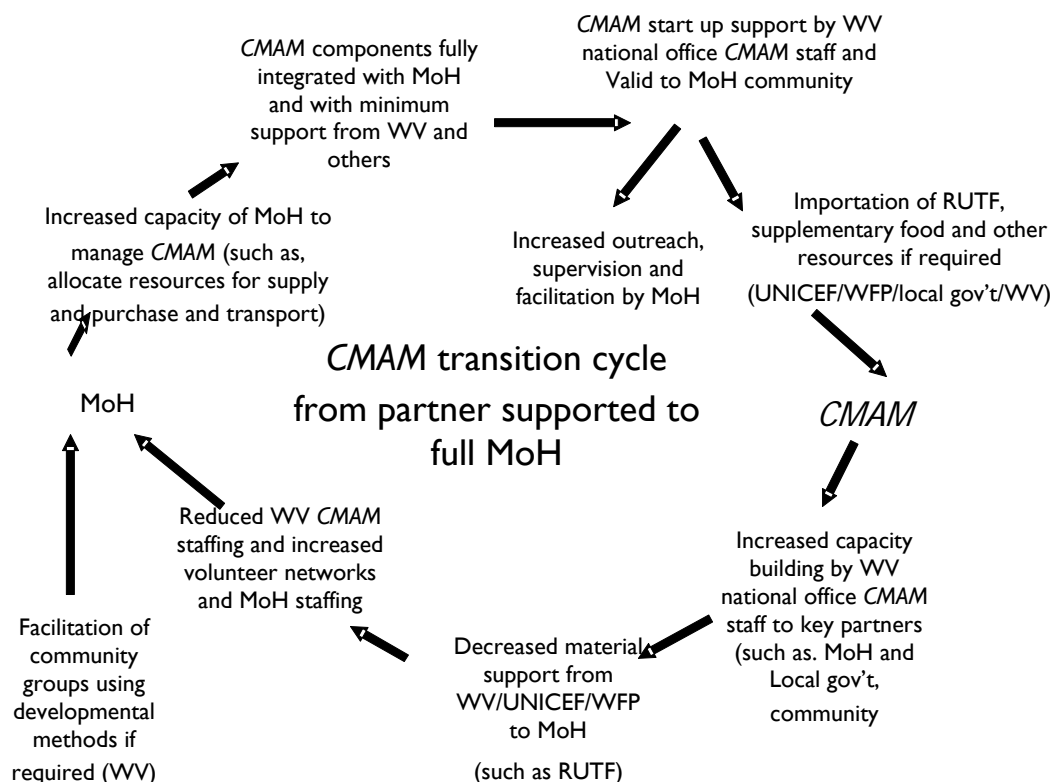 CMAM start up support by WV
national office CMAM staff and
Valid to MoH community
CMAM components fully
integrated with MoH
and with minimum
support from WV and
others
Increased capacity of MoH to
manage CMAM (such as,
allocate resources for supply
and purchase and transport)
Increased outreach,
supervision and
facilitation by MoH
Importation of RUTF,
supplementary food and other
resources if required
(UNICEF/WFP/local gov't/WV)
CMAM transition cycle
from partner supported to
full MoH
MoH
CMAM
Reduced WV CMAM
staffing and increased
volunteer networks
and MoH staffing
Increased capacity
building by WV
national office CMAM
staff to key partners
(such as. MoH and
Local gov't,
community
Facilitation of
community
groups using
developmental
methods if
required (WV)
Decreased material
support from
WV/UNICEF/WFP
to MoH
(such as RUTF)